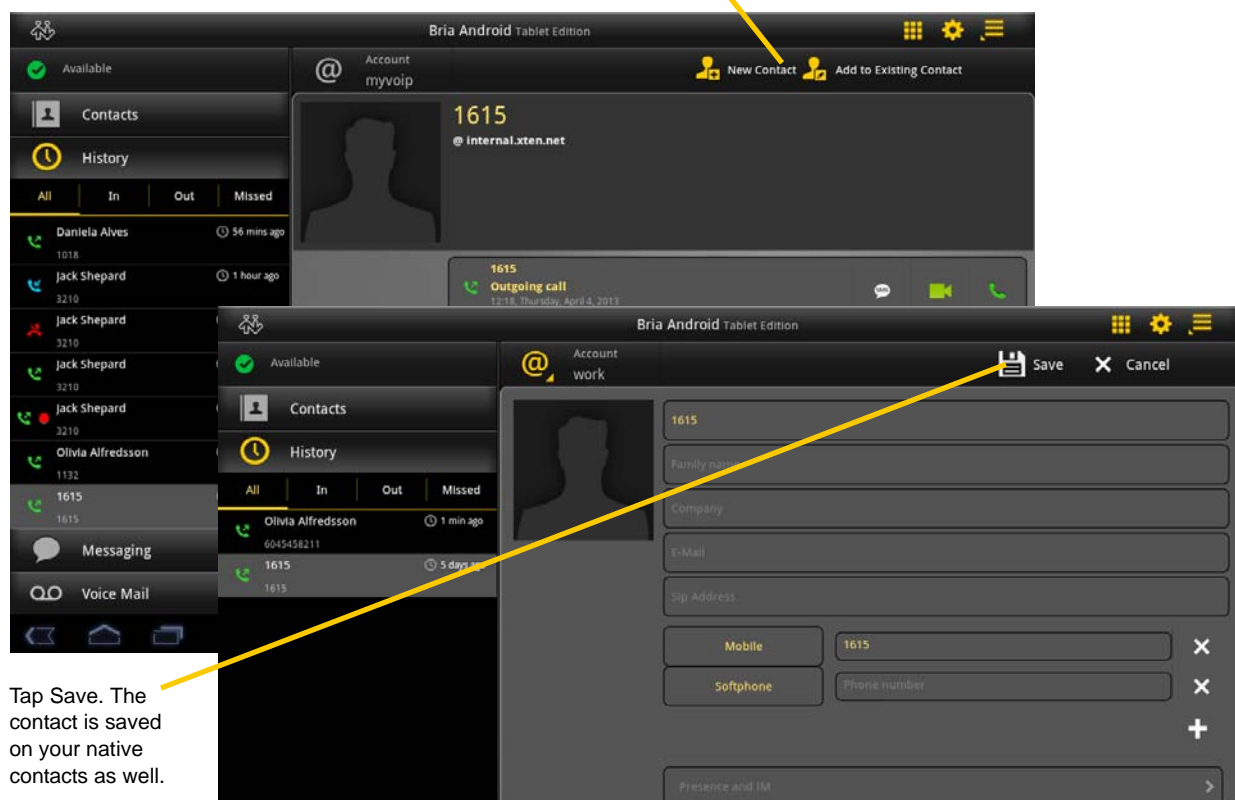 Bria Android Tablet Edition
Available
Account
myvoip
New Contact
Add to Existing Contact
Contacts
History
All In Out Missed
Daniela Alves 56 mins ago
1018
Jack Shepard 1 hour ago
3210
Jack Shepard
3210
Jack Shepard
3210
Jack Shepard
3210
Olivia Alfredsson
1132
1615
1615
Messaging
Voice Mail
1615
@ internal.xten.net
1615
Outgoing call
12:18, Thursday, April 4, 2013
SMS
Bria Android Tablet Edition
Available
Account
work
Save
Cancel
Contacts
History
All In Out Missed
Olivia Alfredsson 1 min ago
6045458211
1615 5 days ago
1615
1615
Family name
Company
E-Mail
Sip Address
Mobile 1615
Softphone Phone number
Presence and IM
Tap Save. The
contact is saved
on your native
contacts as well.